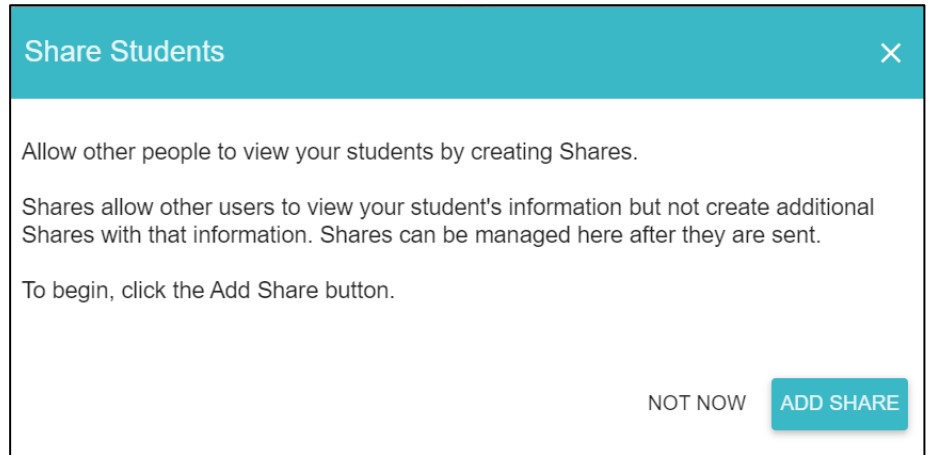 Share Students
Allow other people to view your students by creating Shares.
Shares allow other users to view your student's information but not create additional
Shares with that information. Shares can be managed here after they are sent.
To begin, click the Add Share button.
NOT NOW
ADD SHARE